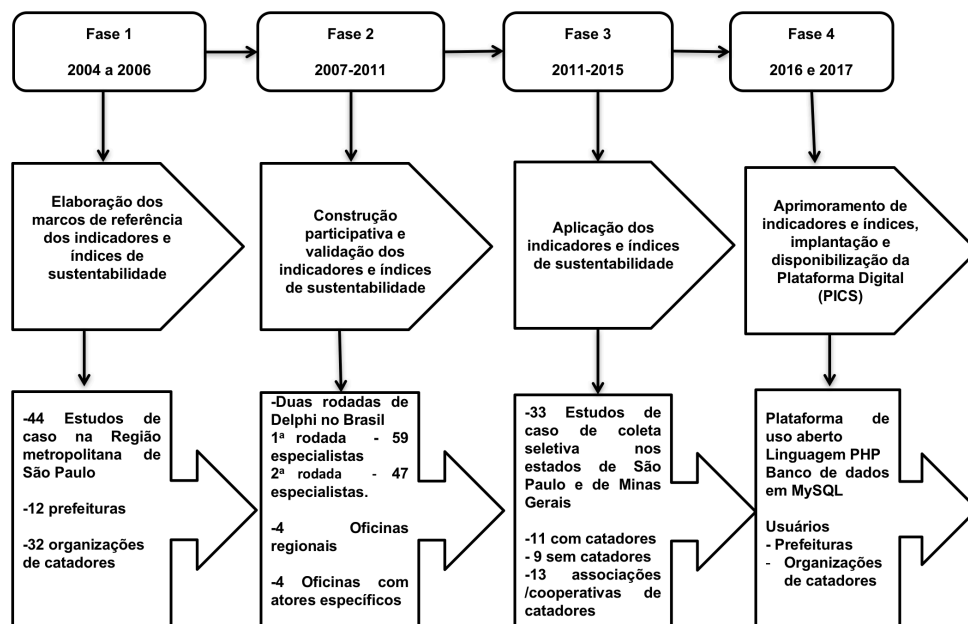 Fase 1
2004 a 2006
Fase 2
2007-2011
Fase 3
2011-2015
Fase 4
2016 e 2017
Elaboração dos
marcos de referência
dos indicadores e
índices de
sustentabilidade
Construção
participativa e
validação dos
indicadores e índices
de sustentabilidade
Aplicação dos
indicadores e índices
de sustentabilidade
Aprimoramento de
indicadores e índices,
implantação e
disponibilização da
Plataforma Digital
(PICS)
-44 Estudos de
caso na Região
metropolitana de
São Paulo
-12 prefeituras
-32 organizações
de catadores
-Duas rodadas de
Delphi no Brasil
1ª rodada - 59
especialistas
2ª rodada - 47
especialistas.
-4 Oficinas
regionais
-4 Oficinas com
atores específicos
-33 Estudos de
caso de coleta
seletiva nos
estados de São
Paulo e de Minas
Gerais
-11 com catadores
- 9 sem catadores
-13 associações
/cooperativas de
catadores
Plataforma de
uso aberto
Linguagem PHP
Banco de dados
em MySQL
Usuários
- Prefeituras
- Organizações
de catadores